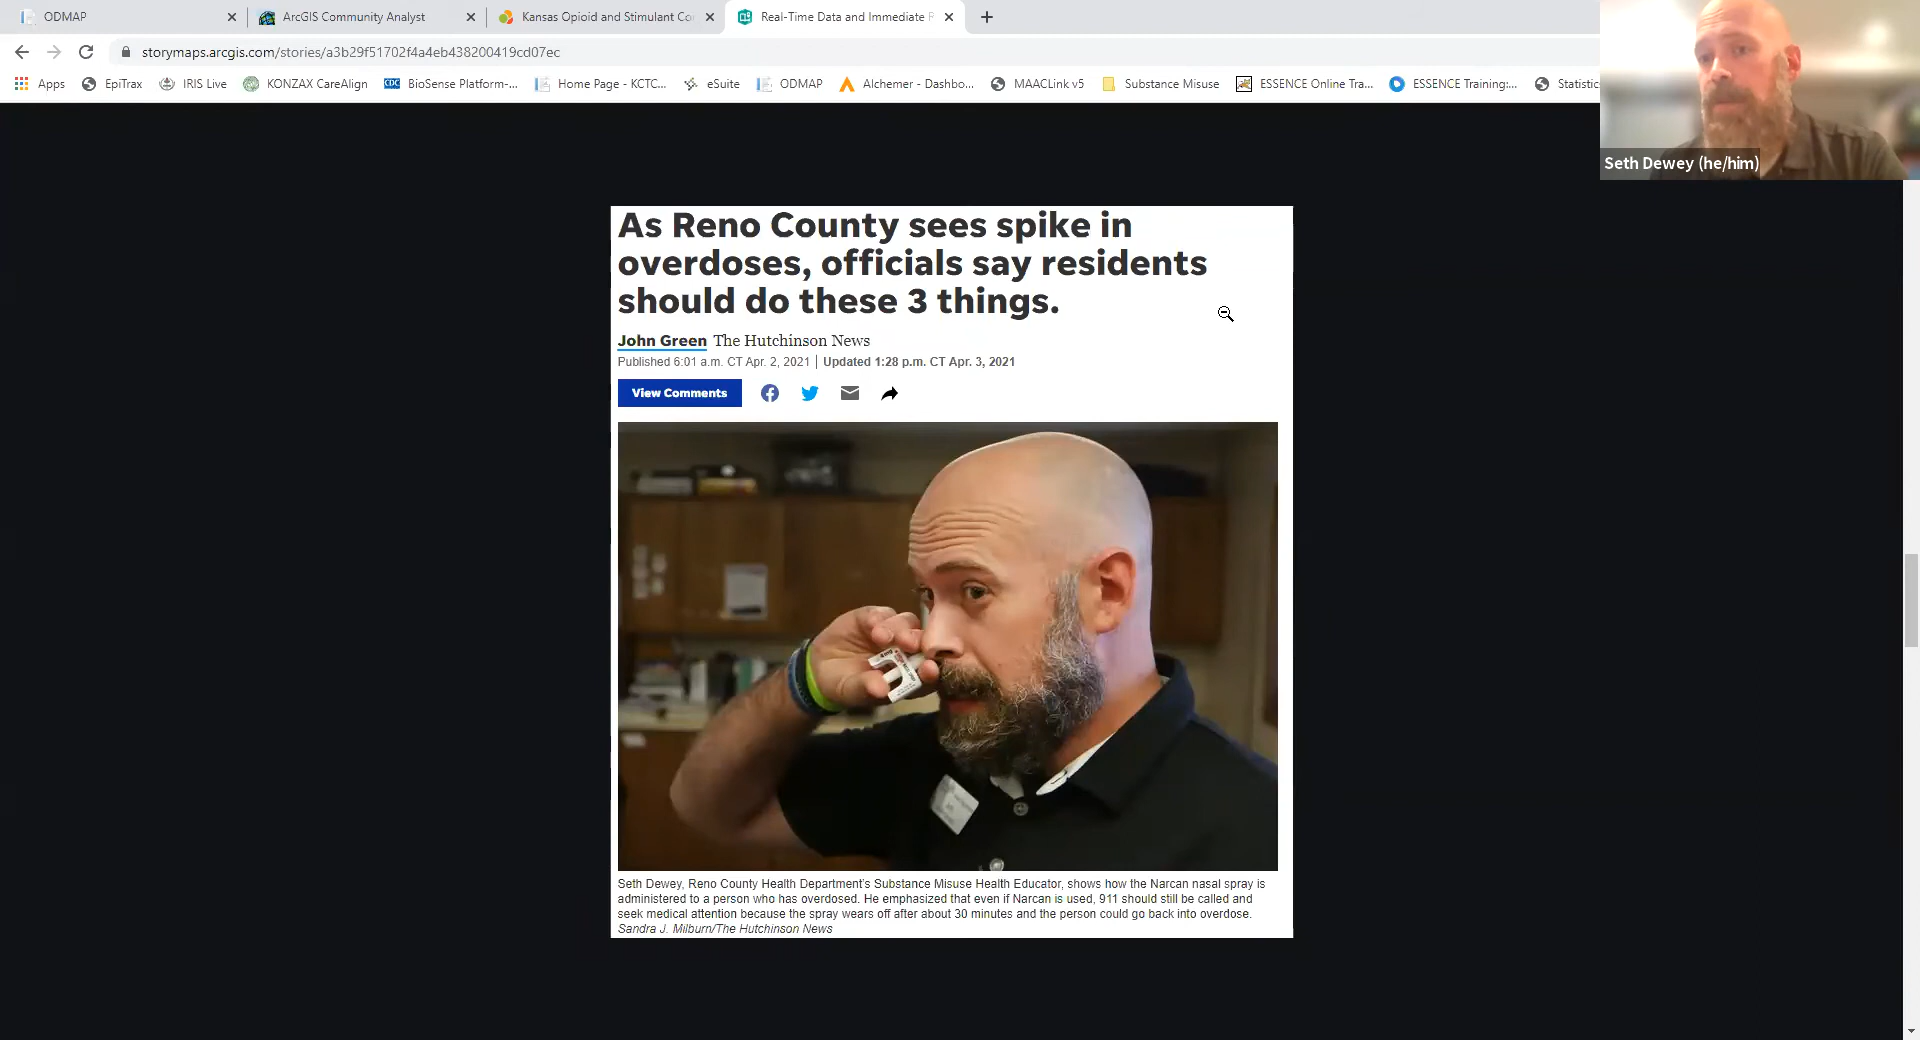 ODMAP
ArcGIS Community Analyst
Kansas Opioid and Stimulant Co
Real-Time Data and Immediate R
storymaps.arcgis.com/stories/a3b29f51702f4a4eb438200419cd07ec
Apps EpiTrax IRIS Live KONZAX CareAlign CDC BioSense Platform-... Home Page - KCTC... eSuite ODMAP Alchemer - Dashbo... MAACLink v5 Substance Misuse ESSENCE Online Tra... ESSENCE Training:... Statistic
Seth Dewey (he/him)
As Reno County sees spike in
overdoses, officials say residents
should do these 3 things.
John Green The Hutchinson News
Published 6:01 a.m. CT Apr. 2, 2021 | Updated 1:28 p.m. CT Apr. 3, 2021
View Comments
Seth Dewey, Reno County Health Department's Substance Misuse Health Educator, shows how the Narcan nasal spray is
administered to a person who has overdosed. He emphasized that even if Narcan is used, 911 should still be called and
seek medical attention because the spray wears off after about 30 minutes and the person could go back into overdose.
Sandra J. Milburn/The Hutchinson News